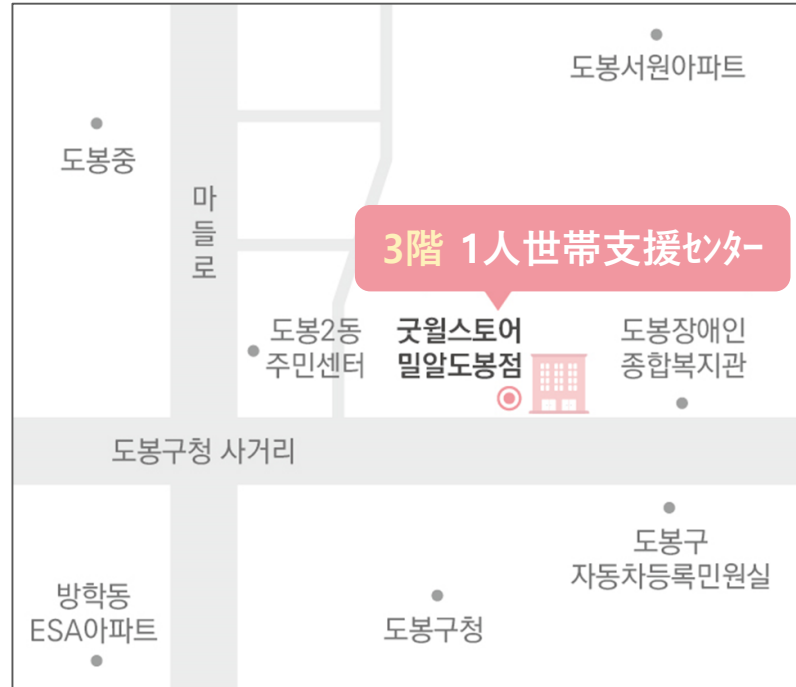 도봉서원아파트
도봉중
마들로
3階 1人世帯支援ｾﾝﾀｰ
도봉2동
주민센터
굿윌스토어
밀알도봉점
도봉장애인
종합복지관
도봉구청 사거리
도봉구
자동차등록민원실
방학동
ESA아파트
도봉구청